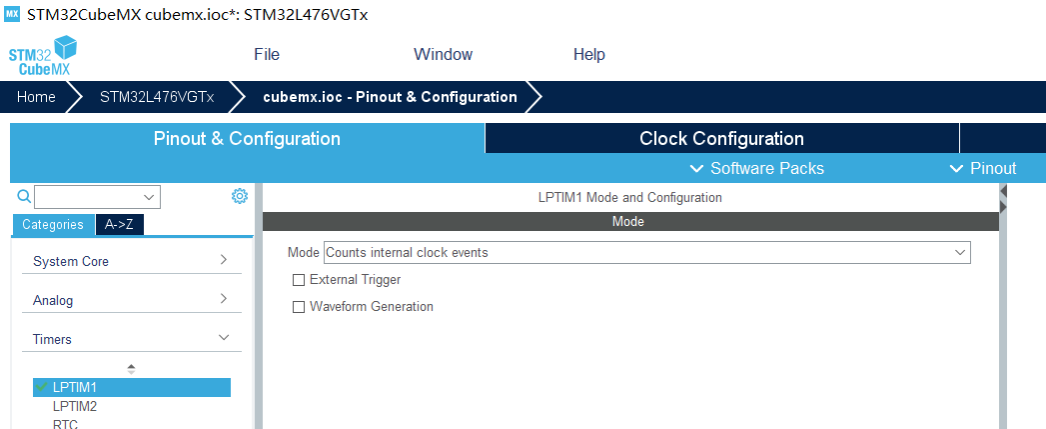 MX STM32CubeMX cubemx.ioc*: STM32L476VGTx
STM32 CubeMX
File Window Help
Home STM32L476VGTx cubemx.ioc - Pinout & Configuration
Pinout & Configuration Clock Configuration
Software Packs Pinout
LPTIM1 Mode and Configuration
Categories A->Z
Mode
Mode Counts internal clock events
System Core
External Trigger
Analog
Waveform Generation
Timers
LPTIM1
LPTIM2
RTC